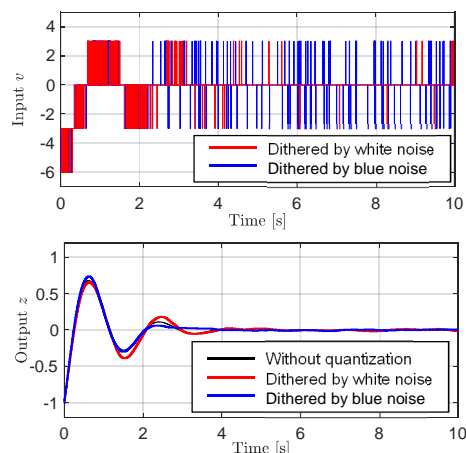 4
2
0
-2
-4
-6
Input v
Dithered by white noise
Dithered by blue noise
0
2
4
6
8
10
Time [s]
1
0.5
0
-0.5
-1
Output z
Without quantization
Dithered by white noise
Dithered by blue noise
0
2
4
6
8
10
Time [s]